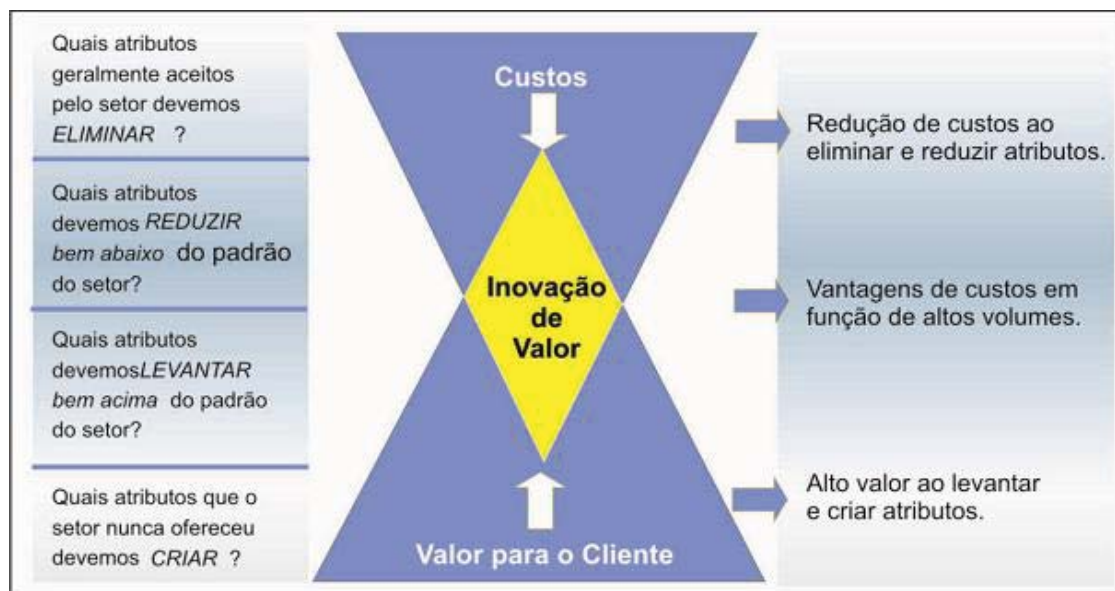 Quais atributos
geralmente aceitos
pelo setor devemos
ELIMINAR ?
Quais atributos
devemos REDUZIR
bem abaixo do padrão
do setor?
Quais atributos
devemosLEVANTAR
bem acima do padrão
do setor?
Quais atributos que o
setor nunca ofereceu
devemos CRIAR ?
Custos
Inovação
de
Valor
Valor para o Cliente
Redução de custos ao
eliminar e reduzir atributos.
Vantagens de custos em
função de altos volumes.
Alto valor ao levantar
e criar atributos.